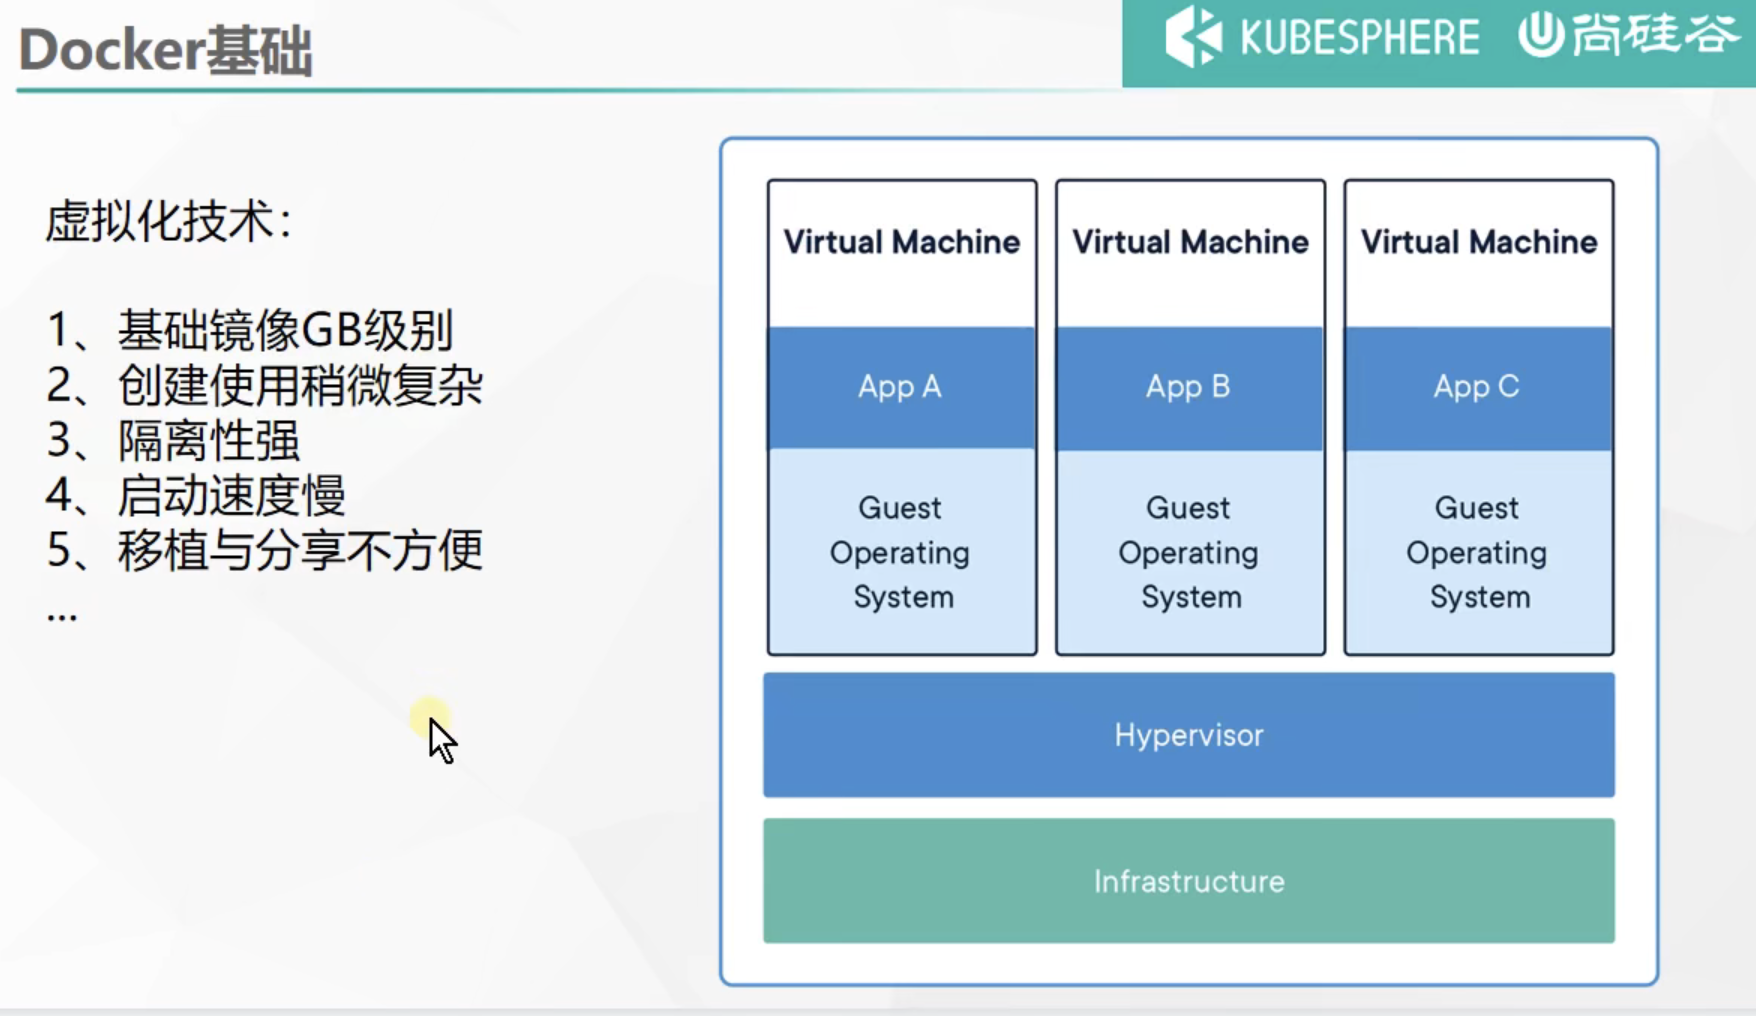 Docker基础
KUBESPHERE 尚硅谷
虚拟化技术：
1、基础镜像GB级别
2、创建使用稍微复杂
3、隔离性强
4、启动速度慢
5、移植与分享不方便
...
Virtual Machine
App A
Guest
Operating
System
Virtual Machine
App B
Guest
Operating
System
Virtual Machine
App C
Guest
Operating
System
Hypervisor
Infrastructure